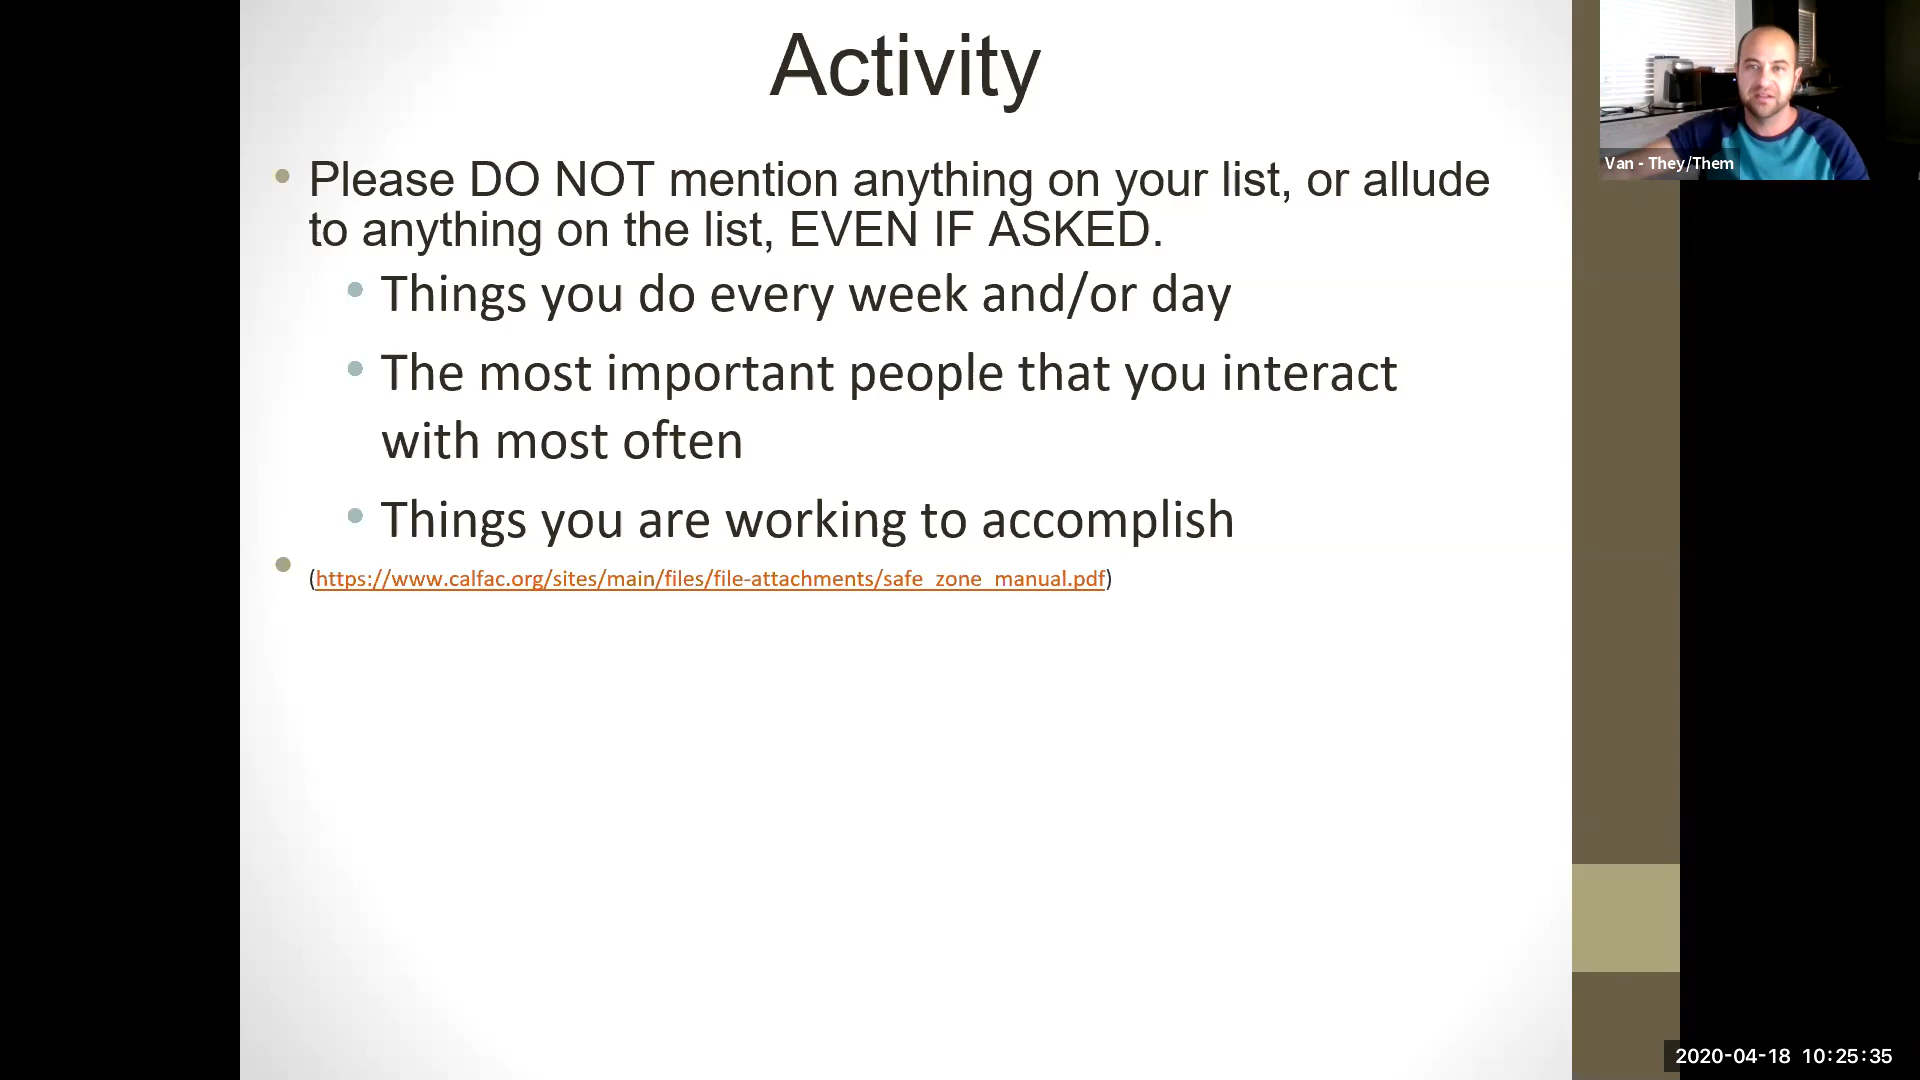 Activity
Please DO NOT mention anything on your list, or allude
to anything on the list, EVEN IF ASKED.
Things you do every week and/or day
The most important people that you interact
with most often
Things you are working to accomplish
(https://www.calfac.org/sites/main/files/file-attachments/safe_zone_manual.pdf)
Van - They/Them
2020-04-18 10:25:35